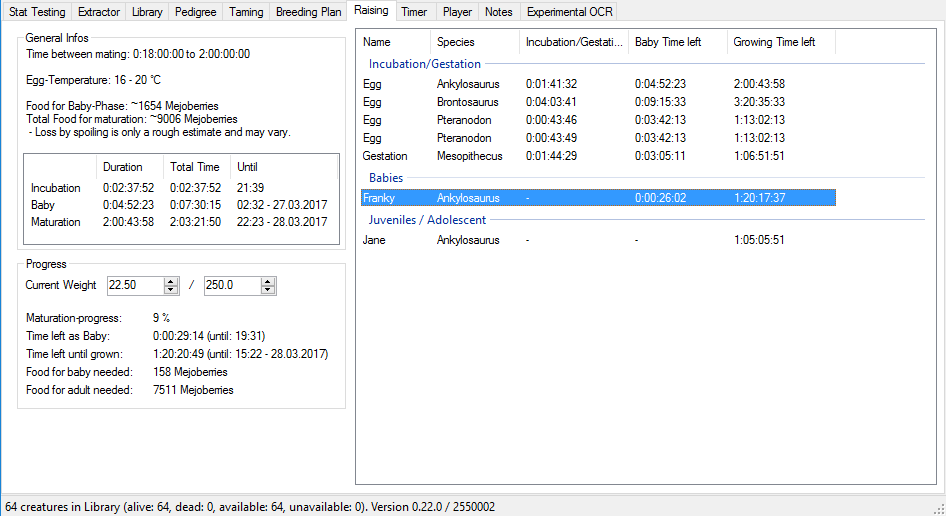 Stat Testing Extractor Library Pedigree Taming Breeding Plan Raising Timer Player Notes Experimental OCR
General Infos
Time between mating: 0:18:00:00 to 2:00:00:00
Egg-Temperature: 16 - 20 °C
Food for Baby-Phase: ~1654 Mejoberries
Total Food for maturation: ~9006 Mejoberries
- Loss by spoiling is only a rough estimate and may vary.
Duration Total Time Until
Incubation 0:02:37:52 0:02:37:52 21:39
Baby 0:04:52:23 0:07:30:15 02:32 - 27.03.2017
Maturation 2:00:43:58 2:03:21:50 22:23 - 28.03.2017
Progress
Current Weight 22.50 / 250.0
Maturation-progress: 9 %
Time left as Baby: 0:00:29:14 (until: 19:31)
Time left until grown: 1:20:20:49 (until: 15:22 - 28.03.2017)
Food for baby needed: 158 Mejoberries
Food for adult needed: 7511 Mejoberries
Name Species Incubation/Gestati... Baby Time left Growing Time left
Incubation/Gestation
Egg Ankylosaurus 0:01:41:32 0:04:52:23 2:00:43:58
Egg Brontosaurus 0:04:03:41 0:09:15:33 3:20:35:33
Egg Pteranodon 0:00:43:46 0:03:42:13 1:13:02:13
Egg Pteranodon 0:00:43:49 0:03:42:13 1:13:02:13
Gestation Mesopithecus 0:01:44:29 0:03:05:11 1:06:51:51
Babies
Franky Ankylosaurus - 0:00:26:02 1:20:17:37
Juveniles / Adolescent
Jane Ankylosaurus - - 1:05:05:51
64 creatures in Library (alive: 64, dead: 0, available: 64, unavailable: 0). Version 0.22.0 / 2550002